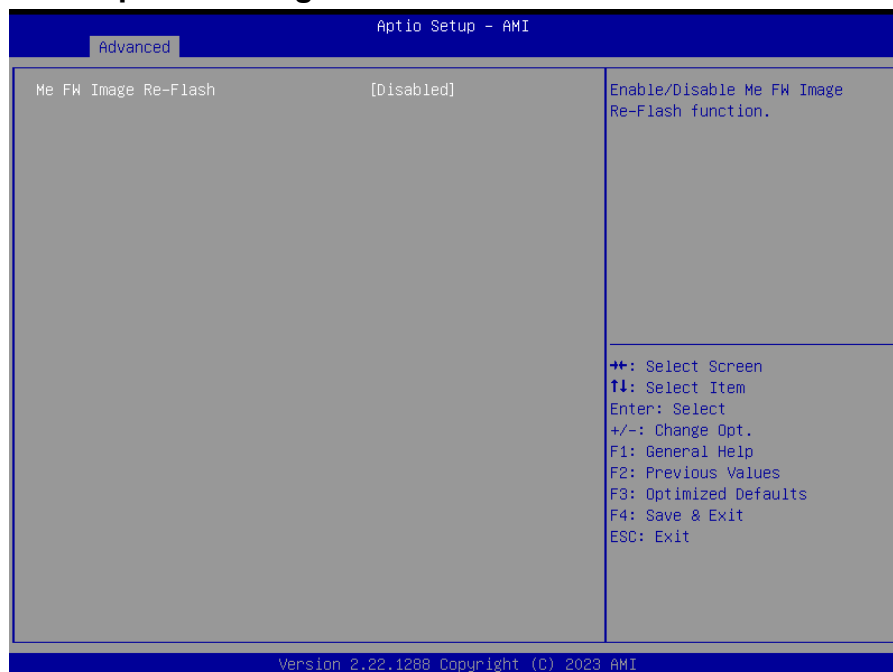 Aptio Setup - AMI
Advanced
Me FW Image Re-Flash [Disabled]
Enable/Disable Me FW Image
Re-Flash function.
→←: Select Screen
↑↓: Select Item
Enter: Select
+/-: Change Opt.
F1: General Help
F2: Previous Values
F3: Optimized Defaults
F4: Save & Exit
ESC: Exit
Version 2.22.1288 Copyright (C) 2023 AMI